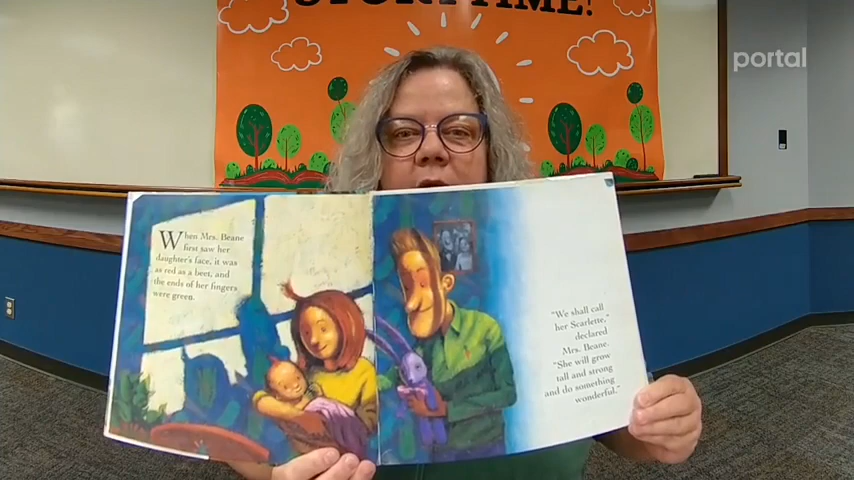 STORYTIME!
portal
When Mrs. Beane
first saw her
daughter's face, it was
as red as a beet, and
the ends of her fingers
were green.
"We shall call
her Scarlette,"
declared
Mrs. Beane.
"She will grow
tall and strong
and do something
wonderful."